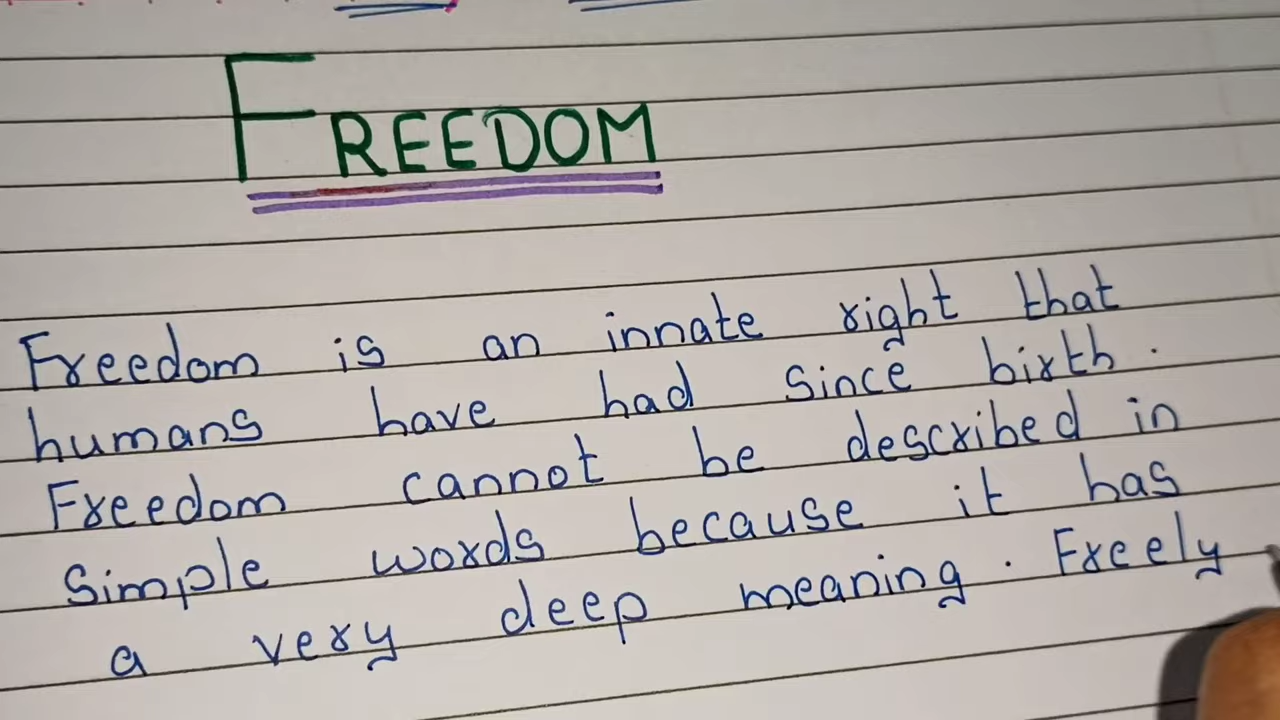 FREEDOM
Freedom is an innate right that
humans have had since birth.
Freedom cannot be described in
simple words because it has
a very deep meaning. Freely